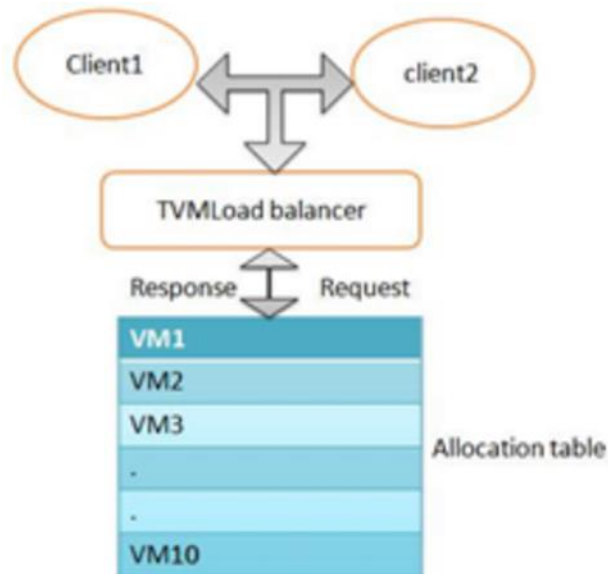 Client1
client2
TVMLoad balancer
Response
Request
VM1
VM2
VM3
.
.
VM10
Allocation table